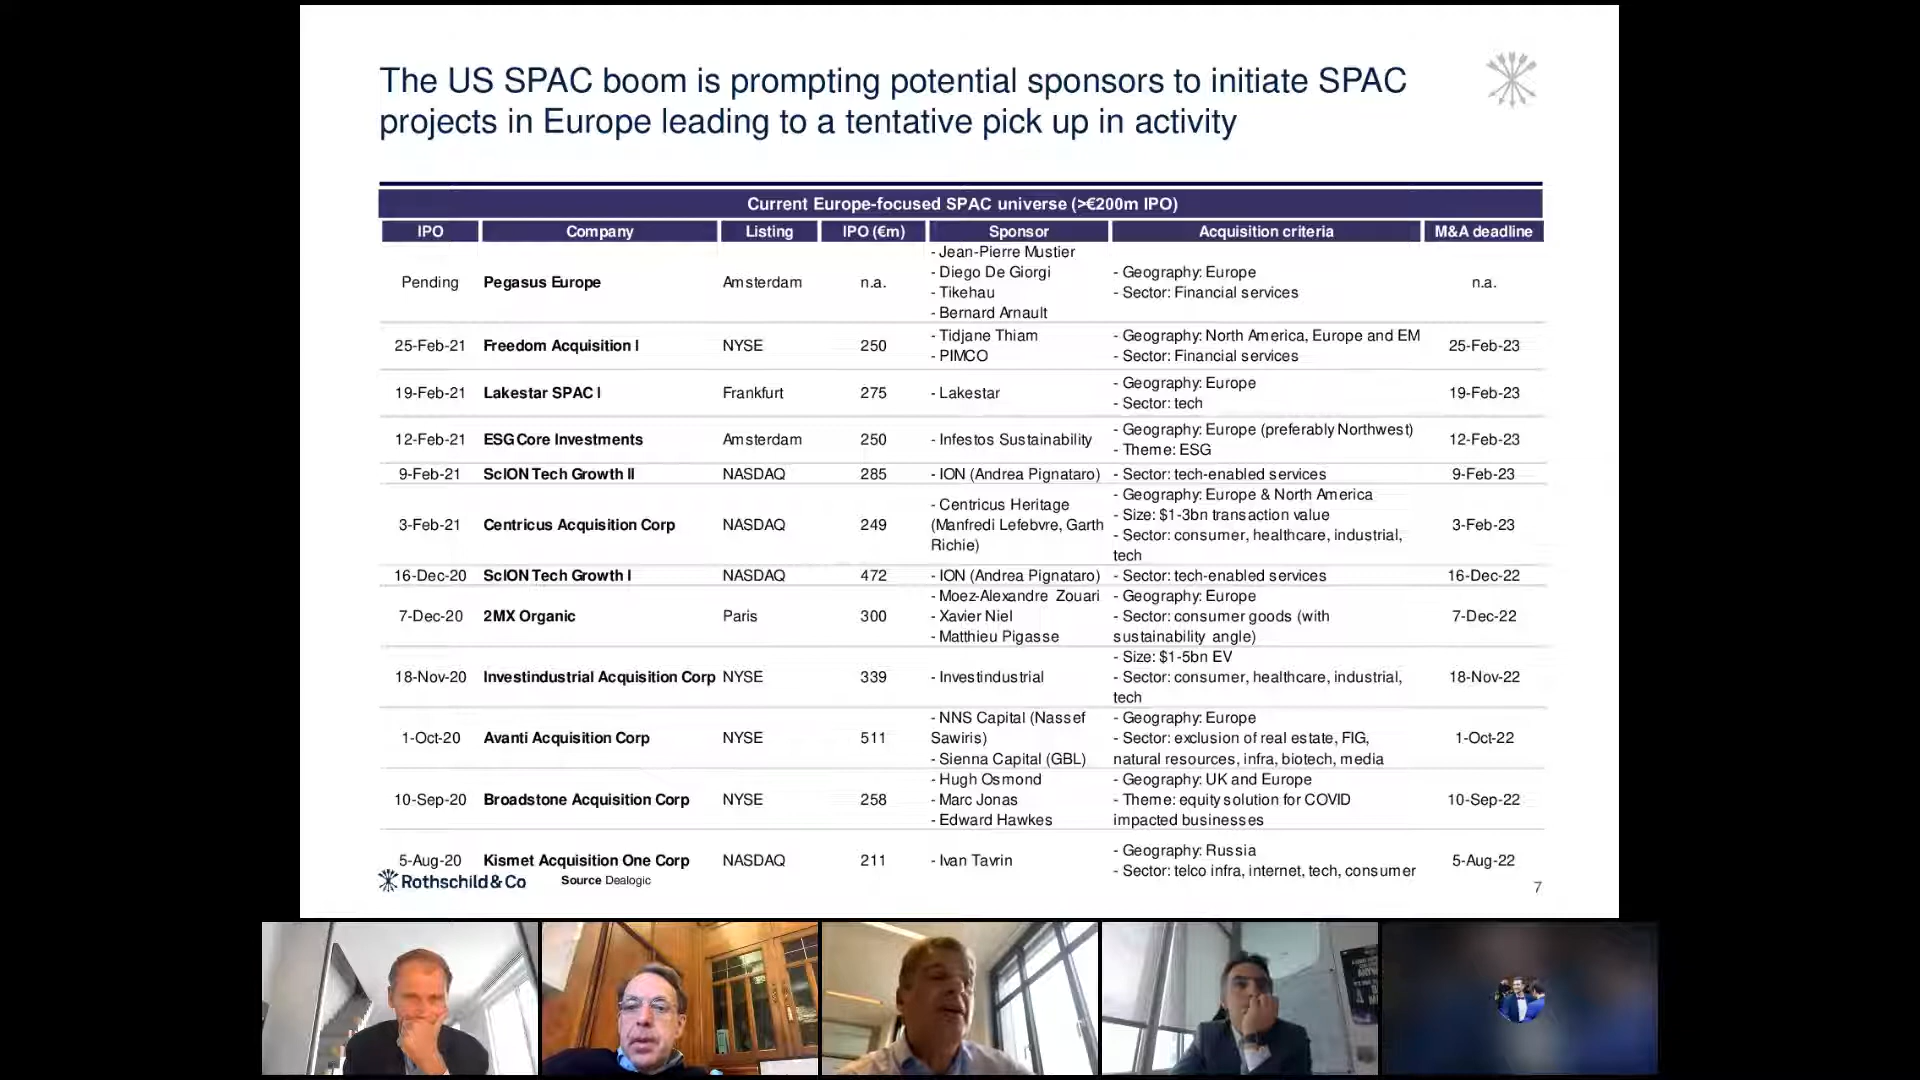 The US SPAC boom is prompting potential sponsors to initiate SPAC
projects in Europe leading to a tentative pick up in activity
Current Europe-focused SPAC universe (>€200m IPO)
IPO Company Listing IPO (€m) Sponsor Acquisition criteria M&A deadline
Pending Pegasus Europe Amsterdam n.a. - Jean-Pierre Mustier
- Diego De Giorgi
- Tikehau
- Bernard Arnault - Geography: Europe
- Sector: Financial services n.a.
25-Feb-21 Freedom Acquisition I NYSE 250 - Tidjane Thiam
- PIMCO - Geography: North America, Europe and EM
- Sector: Financial services 25-Feb-23
19-Feb-21 Lakestar SPAC I Frankfurt 275 - Lakestar - Geography: Europe
- Sector: tech 19-Feb-23
12-Feb-21 ESG Core Investments Amsterdam 250 - Infestos Sustainability - Geography: Europe (preferably Northwest)
- Theme: ESG 12-Feb-23
9-Feb-21 ScION Tech Growth II NASDAQ 285 - ION (Andrea Pignataro) - Sector: tech-enabled services 9-Feb-23
3-Feb-21 Centricus Acquisition Corp NASDAQ 249 - Centricus Heritage
(Manfredi Lefebvre, Garth
Richie) - Geography: Europe & North America
- Size: $1-3bn transaction value
- Sector: consumer, healthcare, industrial,
tech 3-Feb-23
16-Dec-20 ScION Tech Growth I NASDAQ 472 - ION (Andrea Pignataro) - Sector: tech-enabled services 16-Dec-22
7-Dec-20 2MX Organic Paris 300 - Moez-Alexandre Zouari
- Xavier Niel
- Matthieu Pigasse - Geography: Europe
- Sector: consumer goods (with
sustainability angle) 7-Dec-22
18-Nov-20 Investindustrial Acquisition Corp NYSE 339 - Investindustrial - Size: $1-5bn EV
- Sector: consumer, healthcare, industrial,
tech 18-Nov-22
1-Oct-20 Avanti Acquisition Corp NYSE 511 - NNS Capital (Nassef
Sawiris)
- Sienna Capital (GBL) - Geography: Europe
- Sector: exclusion of real estate, FIG,
natural resources, infra, biotech, media 1-Oct-22
10-Sep-20 Broadstone Acquisition Corp NYSE 258 - Hugh Osmond
- Marc Jonas
- Edward Hawkes - Geography: UK and Europe
- Theme: equity solution for COVID
impacted businesses 10-Sep-22
5-Aug-20 Kismet Acquisition One Corp NASDAQ 211 - Ivan Tavrin - Geography: Russia
- Sector: telco infra, internet, tech, consumer 5-Aug-22
Rothschild & Co Source Dealogic
7